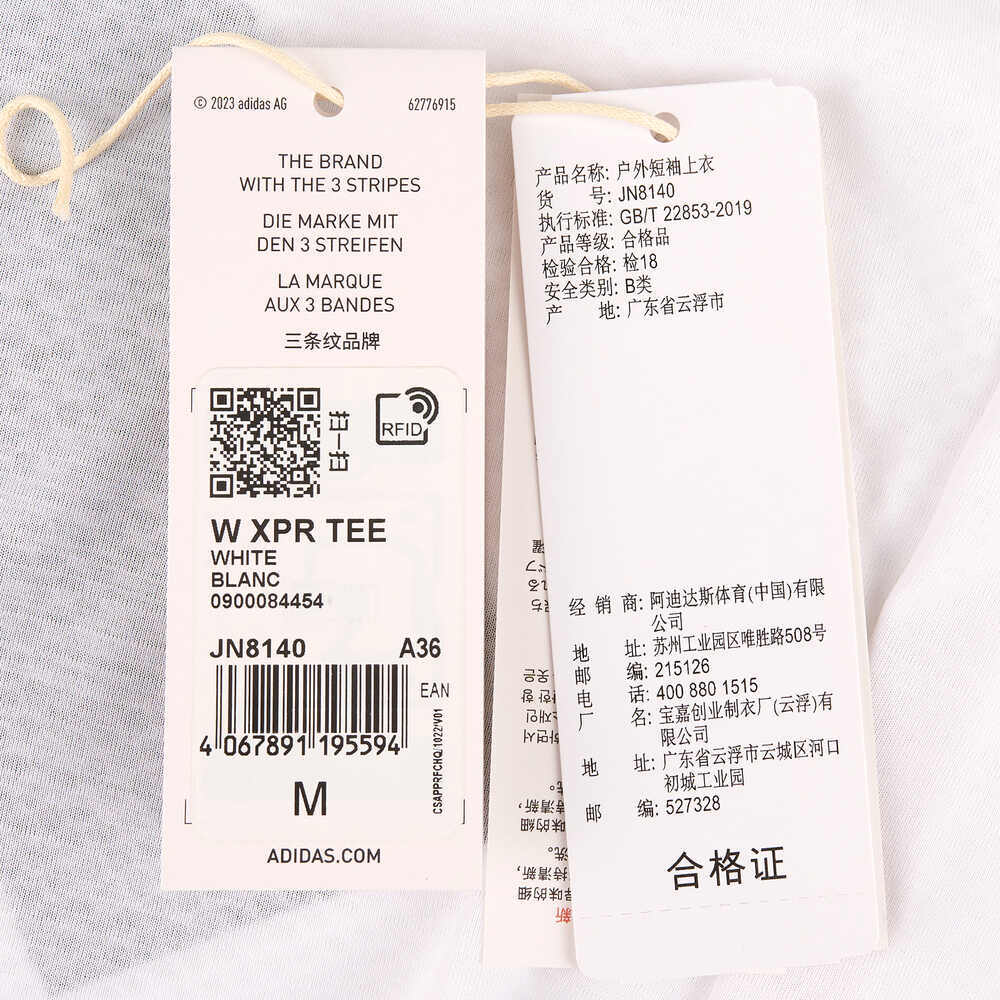 © 2023 adidas AG 62776915
THE BRAND
WITH THE 3 STRIPES
DIE MARKE MIT
DEN 3 STREIFEN
LA MARQUE
AUX 3 BANDES
三条纹品牌
扫一扫
RFID
W XPR TEE
WHITE
BLANC
0900084454
JN8140 A36
EAN
CSAPPRFCHQ/1022/V01
4 067891 195594
M
ADIDAS.COM
产品名称: 户外短袖上衣
货 号: JN8140
执行标准: GB/T 22853-2019
产品等级: 合格品
检验合格: 检18
安全类别: B类
产 地: 广东省云浮市
经 销 商: 阿迪达斯体育(中国)有限
公司
地 址: 苏州工业园区唯胜路508号
邮 编: 215126
电 话: 400 880 1515
厂 名: 宝嘉创业制衣厂(云浮)有
限公司
地 址: 广东省云浮市云城区河口
初城工业园
邮 编: 527328
合格证